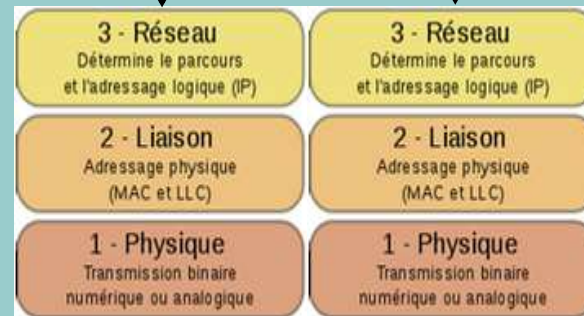 3 - Réseau
Détermine le parcours
et l'adressage logique (IP)
2 - Liaison
Adressage physique
(MAC et LLC)
1 - Physique
Transmission binaire
numérique ou analogique
3 - Réseau
Détermine le parcours
et l'adressage logique (IP)
2 - Liaison
Adressage physique
(MAC et LLC)
1 - Physique
Transmission binaire
numérique ou analogique